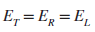 E_T = E_R = E_L